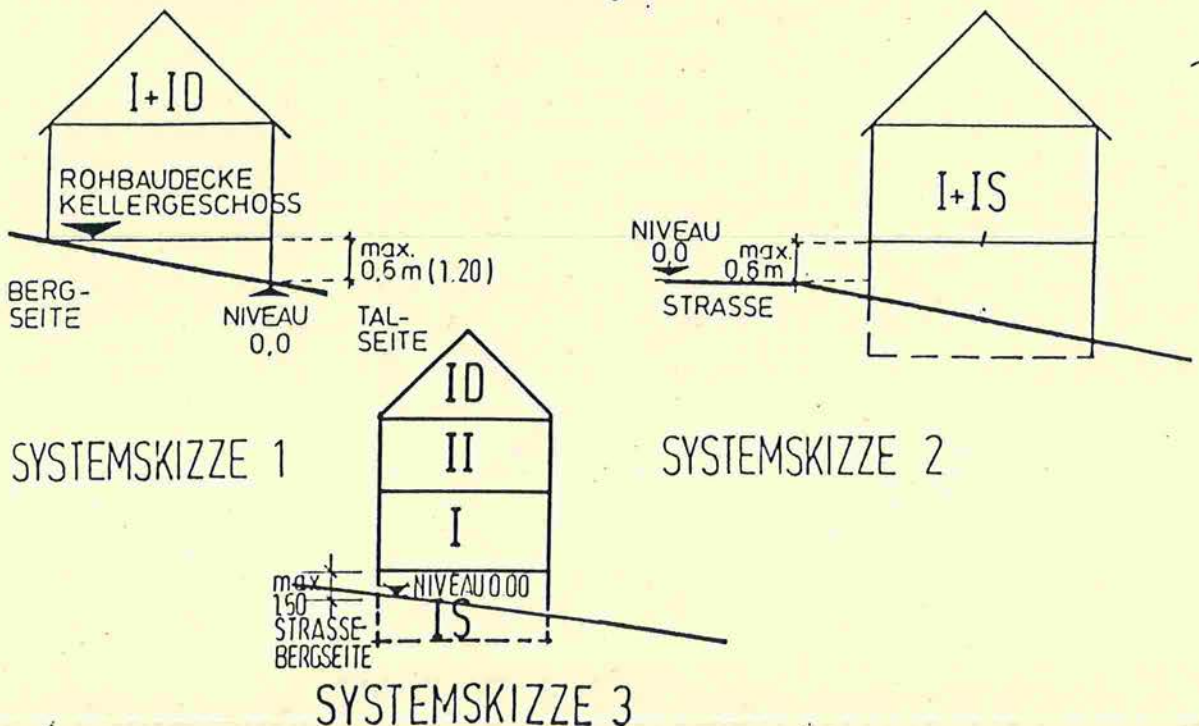 I+ID
ROHBAUDECKE
KELLERGESCHOSS
max.
0,6 m (1.20)
BERG-
SEITE
NIVEAU
0,0
TAL-
SEITE
SYSTEMSKIZZE 1
I+IS
NIVEAU
0,0
max.
0,6 m
STRASSE
SYSTEMSKIZZE 2
ID
II
I
max
1.50
NIVEAU 0.00
IS
STRASSE-
BERGSEITE
SYSTEMSKIZZE 3